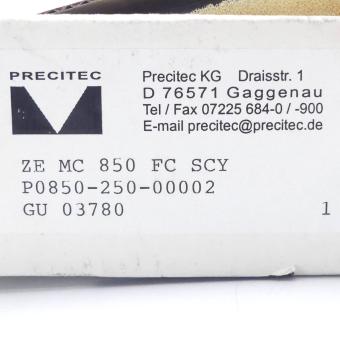 PRECITEC
Precitec KG Draisstr. 1
D 76571 Gaggenau
Tel / Fax 07225 684-0 / -900
E-mail precitec@precitec.de
ZE MC 850 FC SCY
P0850-250-00002
GU 03780 1